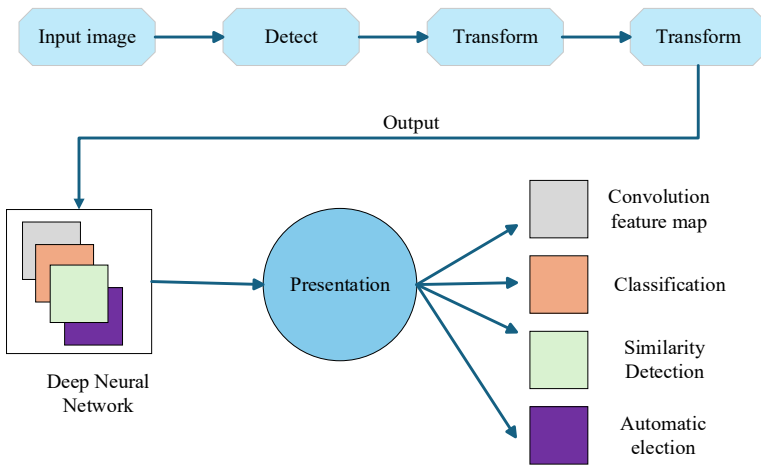 Input image
Detect
Transform
Transform
Output
Convolution
feature map
Presentation
Classification
Similarity
Detection
Deep Neural
Network
Automatic
election